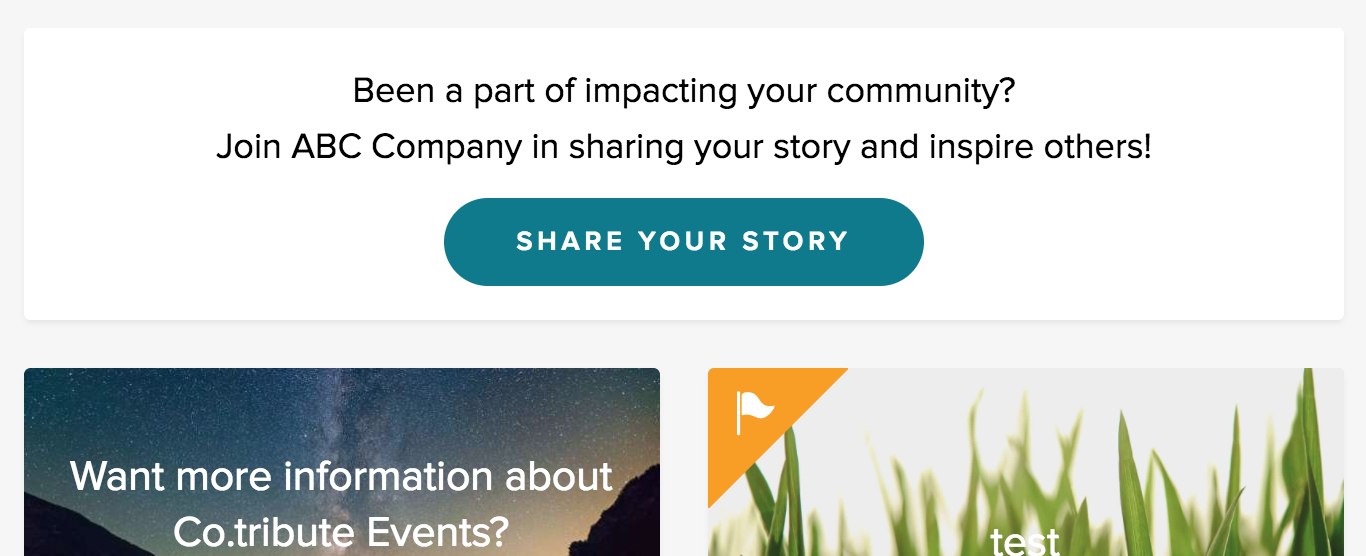 Been a part of impacting your community?
Join ABC Company in sharing your story and inspire others!
SHARE YOUR STORY
Want more information about
Co.tribute Events?
test